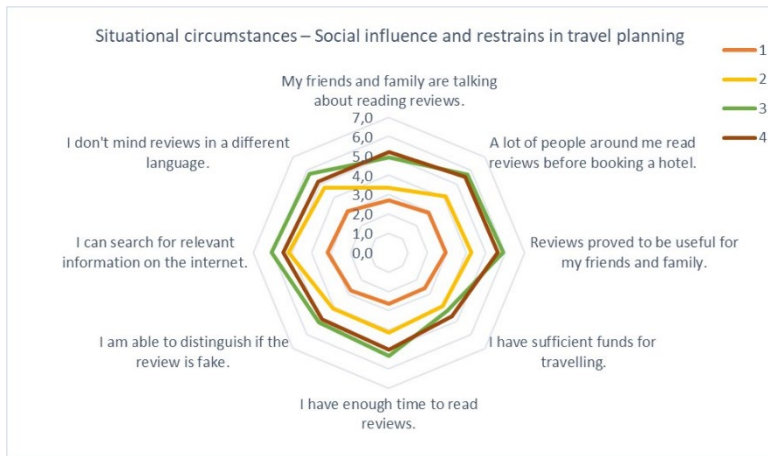 Situational circumstances – Social influence and restrains in travel planning
1
2
3
4
My friends and family are talking
about reading reviews.
7,0
6,0
5,0
4,0
3,0
2,0
1,0
0,0
A lot of people around me read
reviews before booking a hotel.
Reviews proved to be useful for
my friends and family.
I have sufficient funds for
travelling.
I have enough time to read
reviews.
I am able to distinguish if the
review is fake.
I can search for relevant
information on the internet.
I don't mind reviews in a different
language.